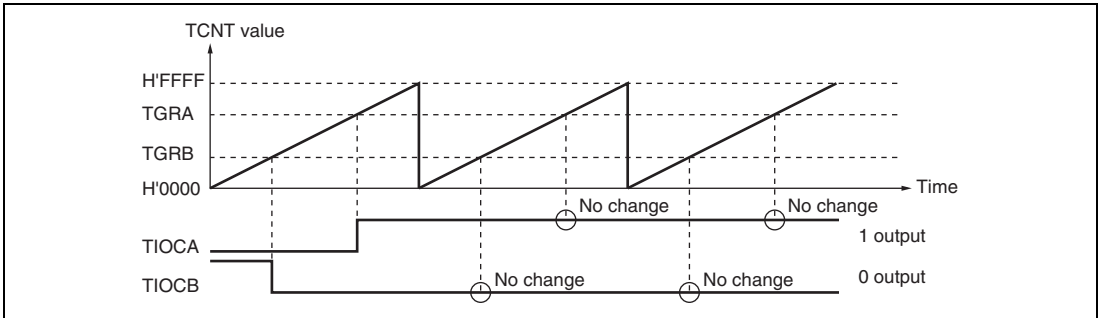 TCNT value
H'FFFF
TGRA
TGRB
H'0000
Time
No change
No change
TIOCA
1 output
No change
No change
TIOCB
0 output